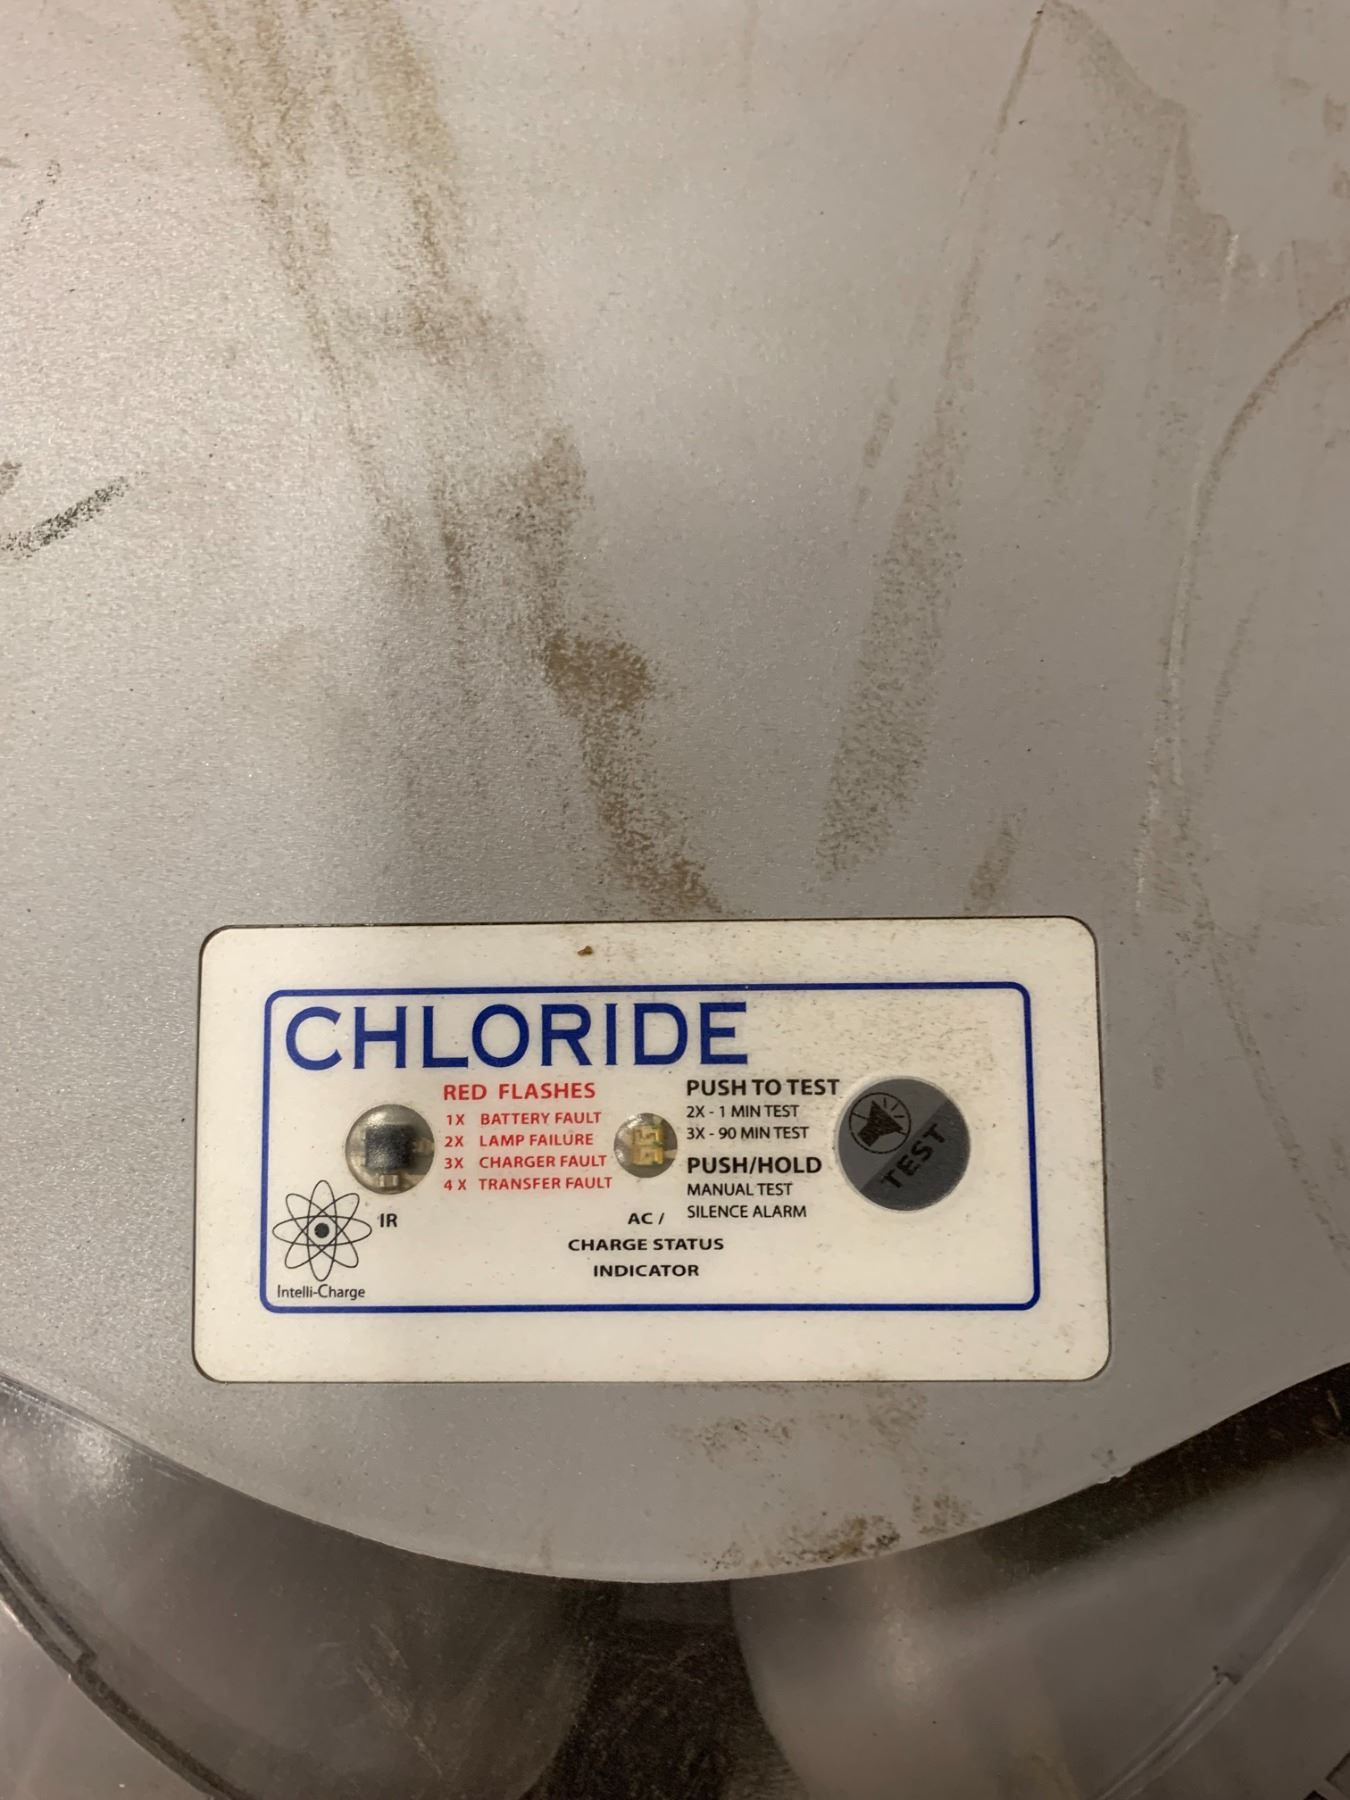 CHLORIDE
RED FLASHES
1X BATTERY FAULT
2X LAMP FAILURE
3X CHARGER FAULT
4X TRANSFER FAULT
PUSH TO TEST
2X - 1 MIN TEST
3X - 90 MIN TEST
PUSH/HOLD
MANUAL TEST
SILENCE ALARM
TEST
IR
Intelli-Charge
AC /
CHARGE STATUS
INDICATOR